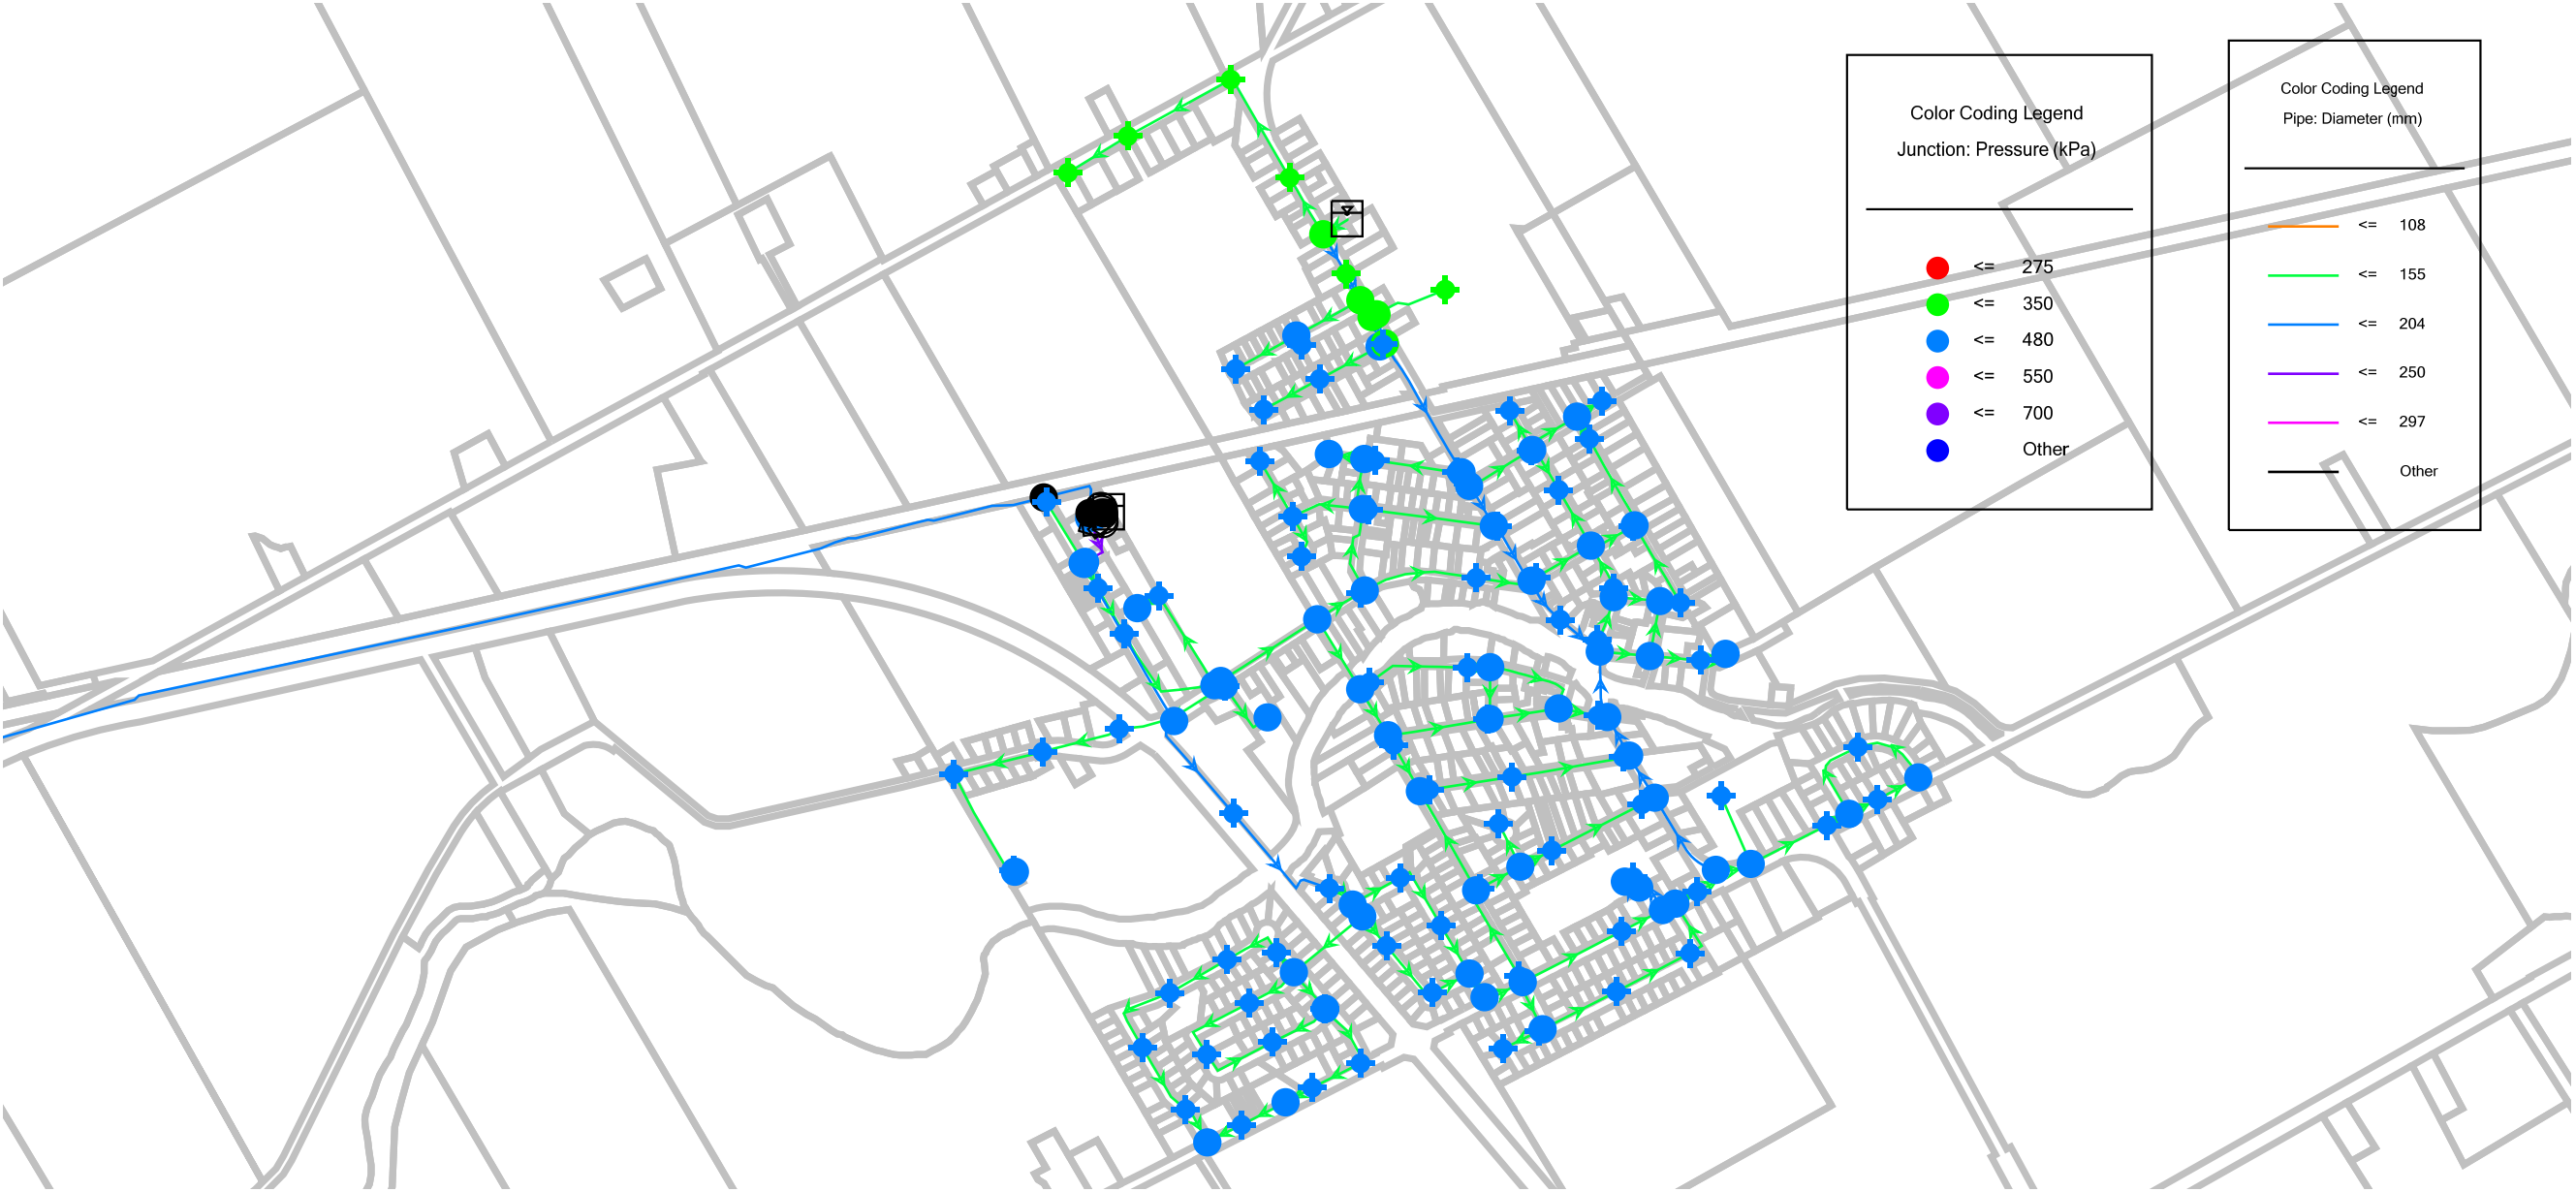 Color Coding Legend
Junction: Pressure (kPa)
<= 275
<= 350
<= 480
<= 550
<= 700
Other
Color Coding Legend
Pipe: Diameter (mm)
<= 108
<= 155
<= 204
<= 250
<= 297
Other